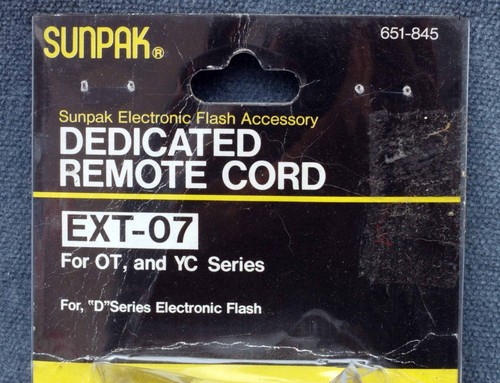 SUNPAK®
651-845
Sunpak Electronic Flash Accessory
DEDICATED
REMOTE CORD
EXT-07
For OT, and YC Series
For, "D"Series Electronic Flash